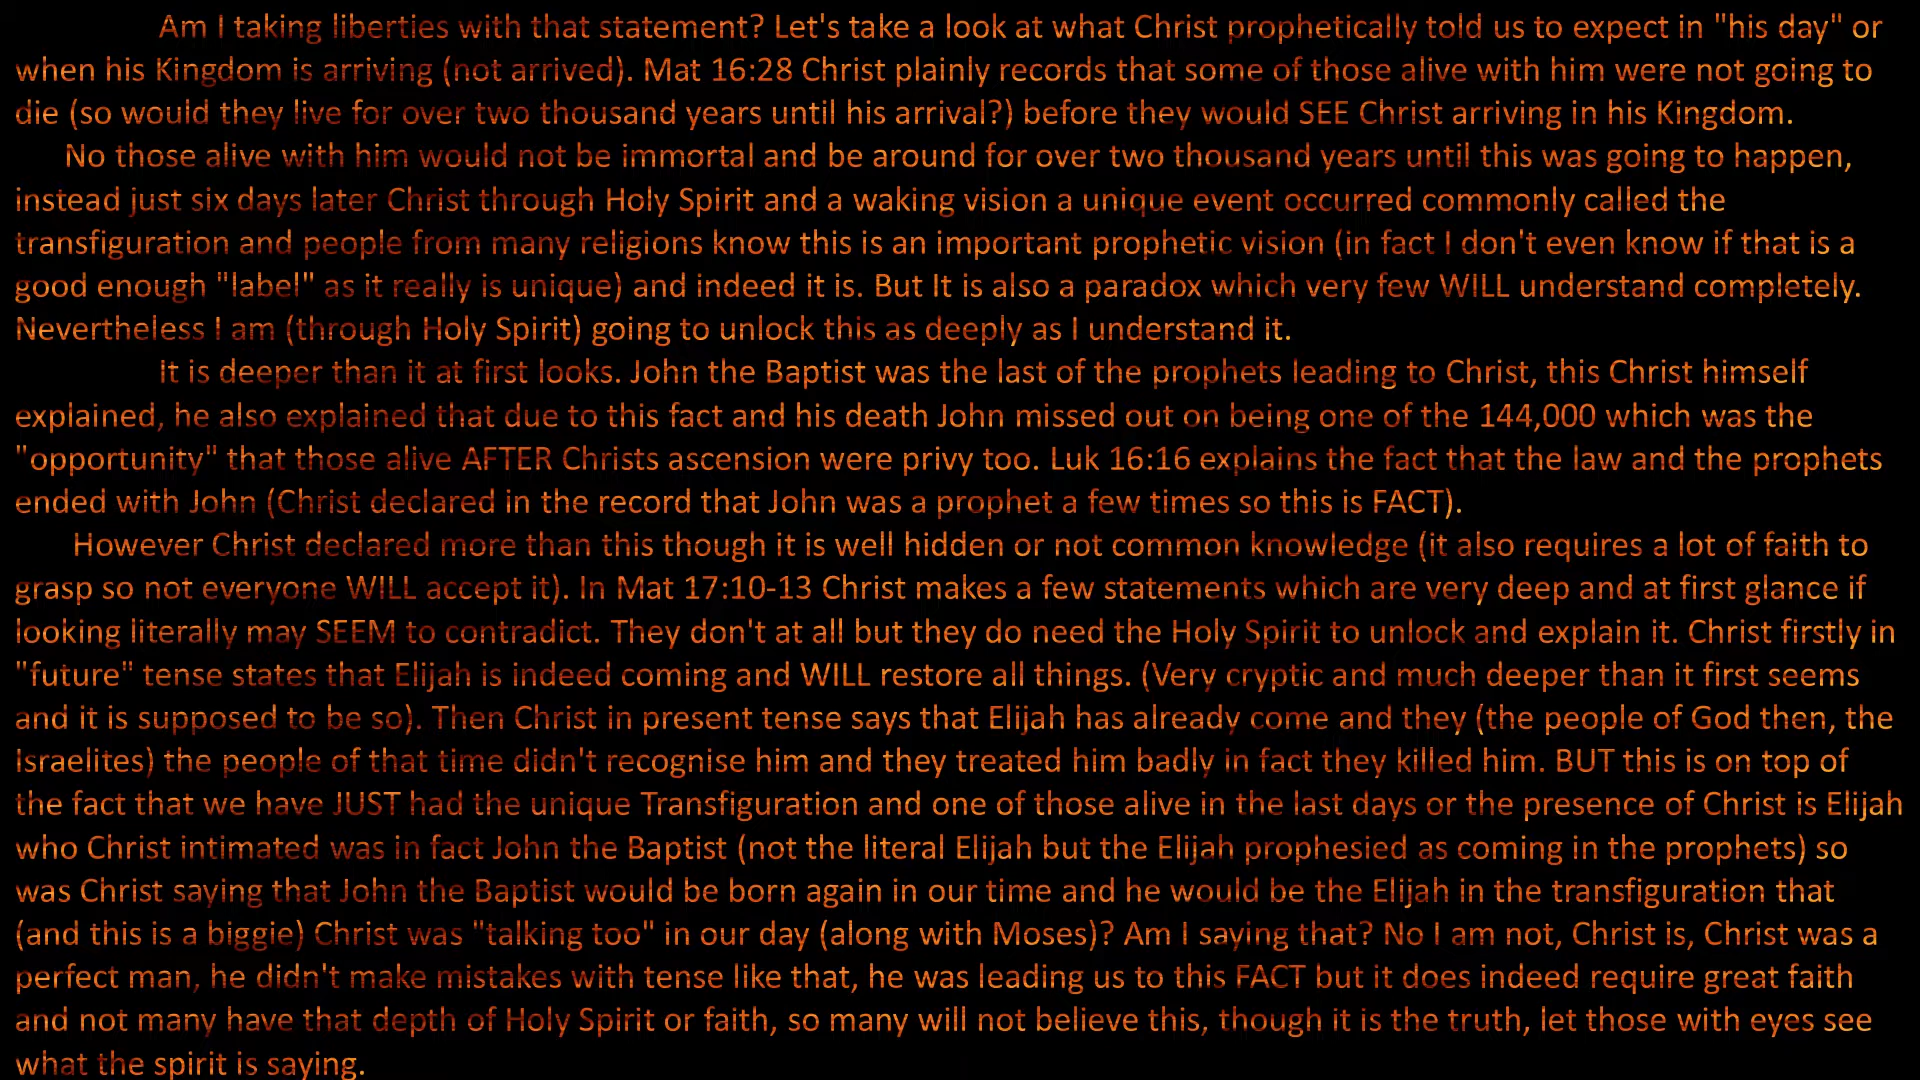 Am I taking liberties with that statement? Let's take a look at what Christ prophetically told us to expect in "his day" or
when his Kingdom is arriving (not arrived). Mat 16:28 Christ plainly records that some of those alive with him were not going to
die (so would they live for over two thousand years until his arrival?) before they would SEE Christ arriving in his Kingdom.
No those alive with him would not be immortal and be around for over two thousand years until this was going to happen,
instead just six days later Christ through Holy Spirit and a waking vision a unique event occurred commonly called the
transfiguration and people from many religions know this is an important prophetic vision (in fact I don't even know if that is a
good enough "label" as it really is unique) and indeed it is. But It is also a paradox which very few WILL understand completely.
Nevertheless I am (through Holy Spirit) going to unlock this as deeply as I understand it.
It is deeper than it at first looks. John the Baptist was the last of the prophets leading to Christ, this Christ himself
explained, he also explained that due to this fact and his death John missed out on being one of the 144,000 which was the
"opportunity" that those alive AFTER Christs ascension were privy too. Luk 16:16 explains the fact that the law and the prophets
ended with John (Christ declared in the record that John was a prophet a few times so this is FACT).
However Christ declared more than this though it is well hidden or not common knowledge (it also requires a lot of faith to
grasp so not everyone WILL accept it). In Mat 17:10-13 Christ makes a few statements which are very deep and at first glance if
looking literally may SEEM to contradict. They don't at all but they do need the Holy Spirit to unlock and explain it. Christ firstly in
"future" tense states that Elijah is indeed coming and WILL restore all things. (Very cryptic and much deeper than it first seems
and it is supposed to be so). Then Christ in present tense says that Elijah has already come and they (the people of God then, the
Israelites) the people of that time didn't recognise him and they treated him badly in fact they killed him. BUT this is on top of
the fact that we have JUST had the unique Transfiguration and one of those alive in the last days or the presence of Christ is Elijah
who Christ intimated was in fact John the Baptist (not the literal Elijah but the Elijah prophesied as coming in the prophets) so
was Christ saying that John the Baptist would be born again in our time and he would be the Elijah in the transfiguration that
(and this is a biggie) Christ was "talking too" in our day (along with Moses)? Am I saying that? No I am not, Christ is, Christ was a
perfect man, he didn't make mistakes with tense like that, he was leading us to this FACT but it does indeed require great faith
and not many have that depth of Holy Spirit or faith, so many will not believe this, though it is the truth, let those with eyes see
what the spirit is saying.